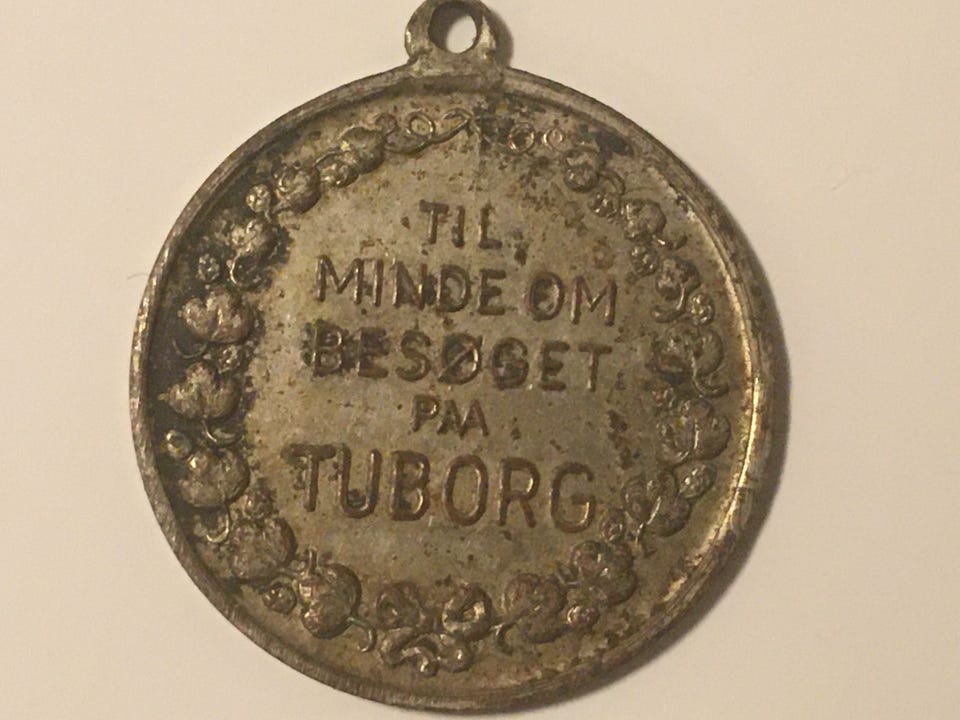 TIL
MINDE OM
BESØGET
PAA
TUBORG